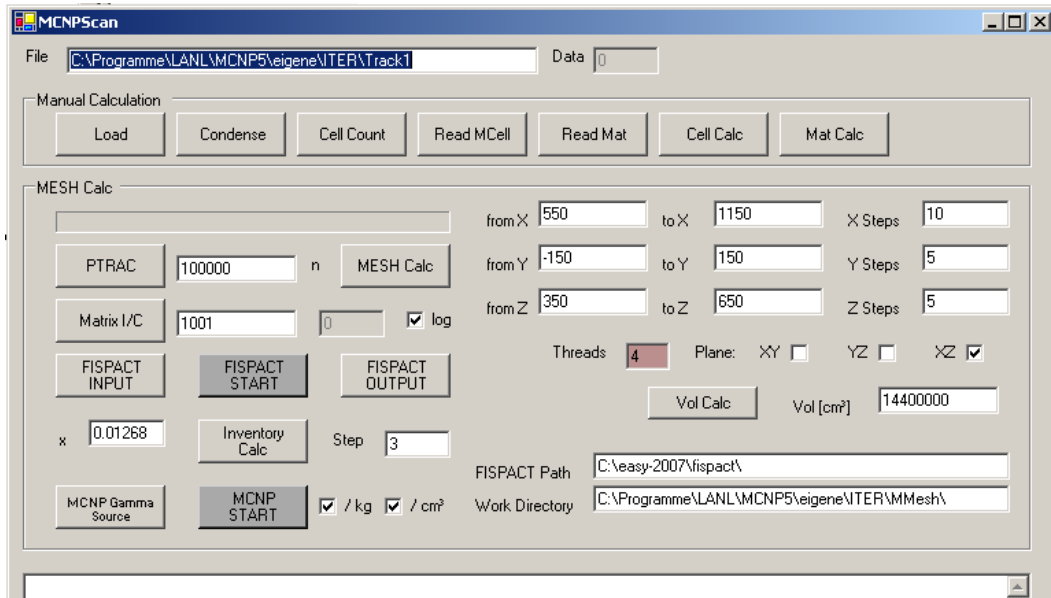 MCNPScan
File C:\Programme\LANL\MCNP5\eigene\ITER\Track1 Data 0
Manual Calculation
Load Condense Cell Count Read MCell Read Mat Cell Calc Mat Calc
MESH Calc
from X 550 to X 1150 X Steps 10
PTRAC 100000 n MESH Calc from Y -150 to Y 150 Y Steps 5
Matrix I/C 1001 0 log from Z 350 to Z 650 Z Steps 5
FISPACT INPUT
FISPACT START
FISPACT OUTPUT
Threads 4 Plane: XY YZ XZ
Vol Calc Vol [cm³] 14400000
x 0.01268 Inventory Calc Step 3
FISPACT Path C:\easy-2007\fispact\
MCNP Gamma Source
MCNP START
/ kg / cm³ Work Directory C:\Programme\LANL\MCNP5\eigene\ITER\MMesh\